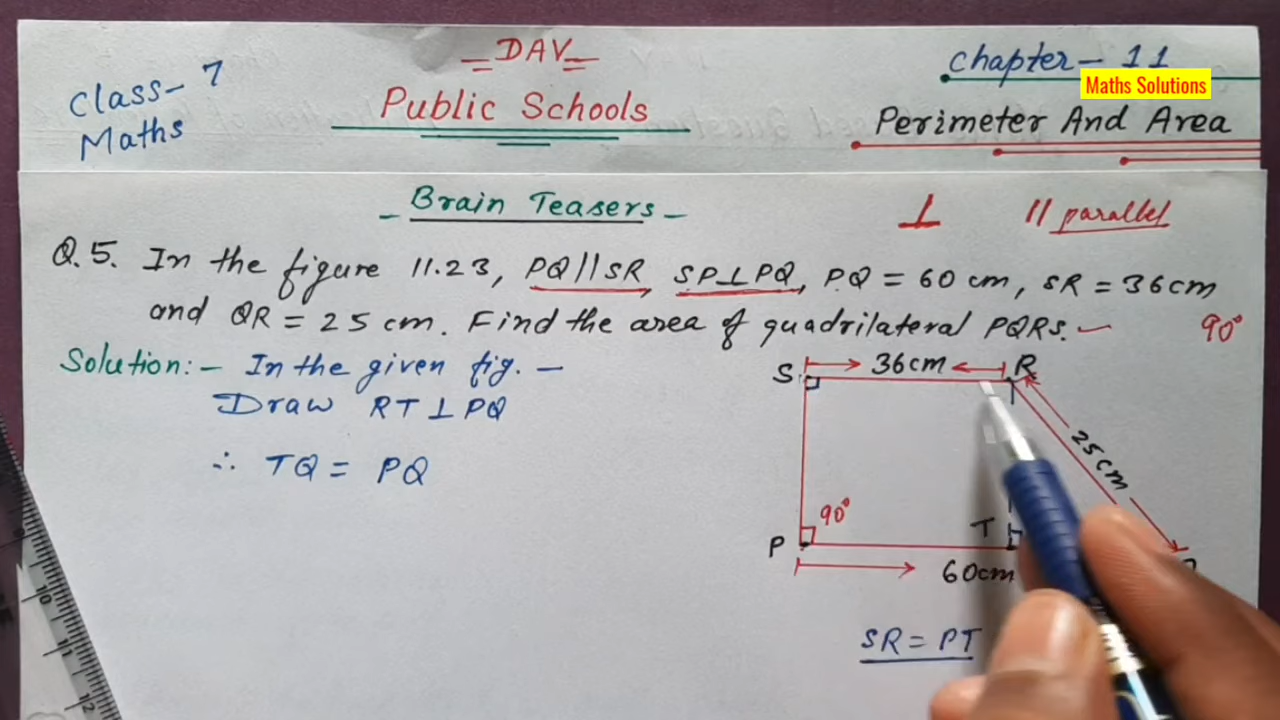 Class-7
Maths
DAV
Public Schools
Chapter-11
Maths Solutions
Perimeter And Area
- Brain Teasers -
⊥ || parallel
Q.5. In the figure 11.23, PQ||SR, SP⊥PQ, PQ = 60 cm, SR = 36cm
and QR = 25 cm. Find the area of quadrilateral PQRS.
90°
Solution:- In the given fig. -
Draw RT ⊥ PQ
∴ TQ = PQ
S 36cm R
25cm
90°
P T
60cm
SR = PT
10
11
12